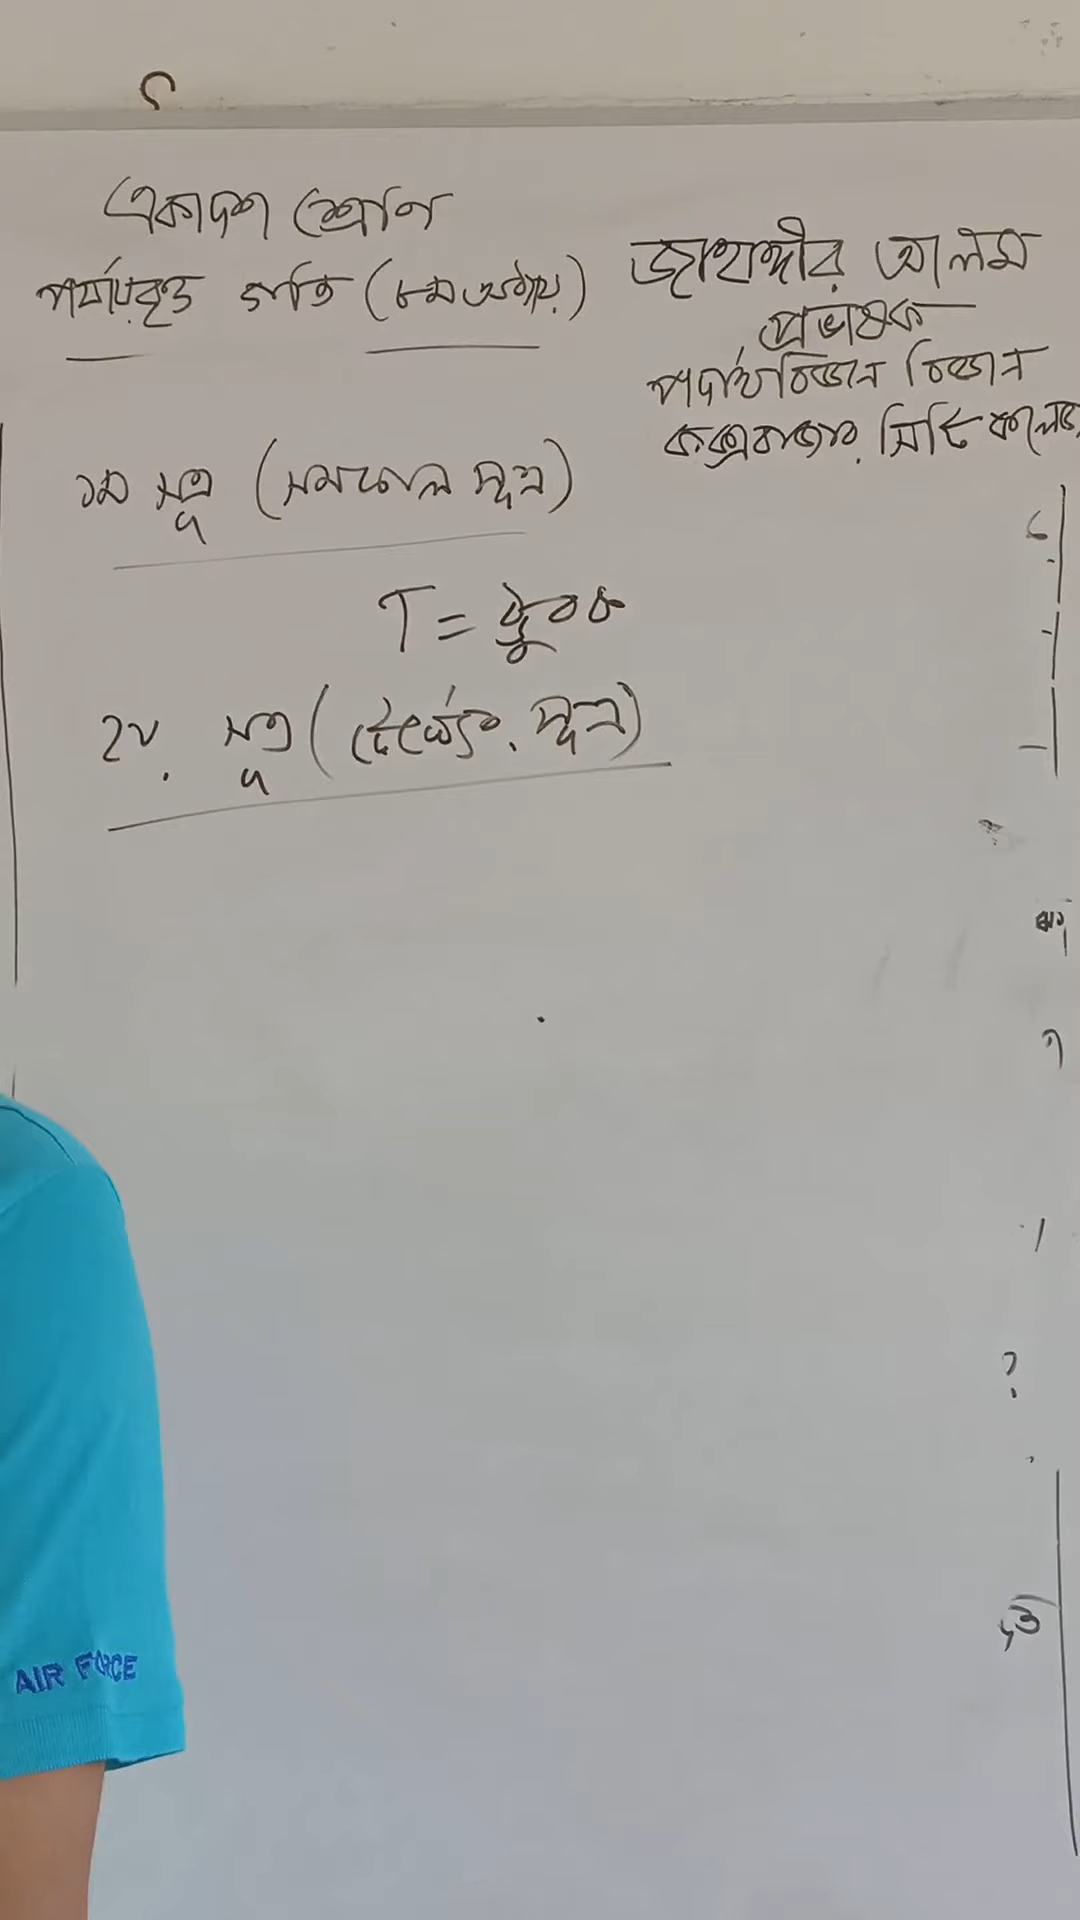 একাদশ শ্রেণি
পর্যায়বৃত্ত গতি (৮ম অধ্যায়)
জাহাঙ্গীর আলম
প্রভাষক
পদার্থবিজ্ঞান বিজ্ঞান
কক্সবাজার সিটি কলেজ
১ম সূত্র (সমকাল সূত্র)
T = ধ্রুবক
২য় সূত্র (দৈর্ঘ্যের সূত্র)
AIR FORCE